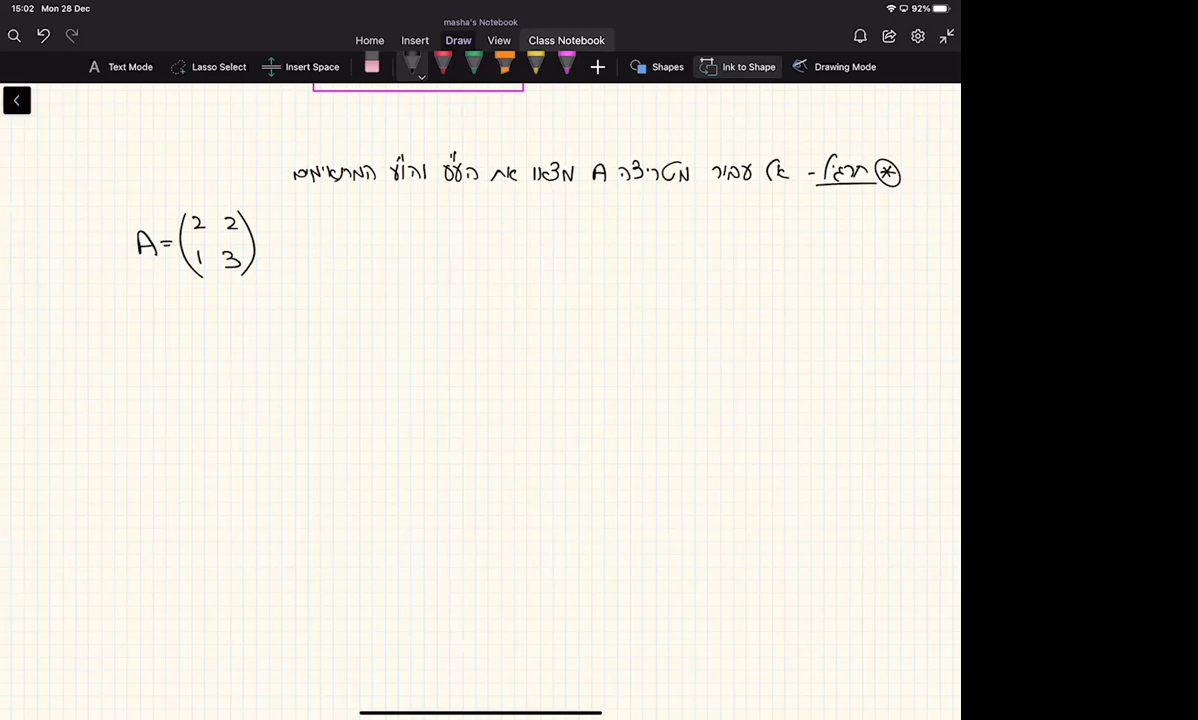 15:02 Mon 28 Dec 92%
masha's Notebook
Home Insert Draw View Class Notebook
Text Mode Lasso Select Insert Space Shapes Ink to Shape Drawing Mode
תרגיל - א) עבור מטריצה A מצאו את הע"ע והו"ע המתאימים
A = (2 2
1 3)